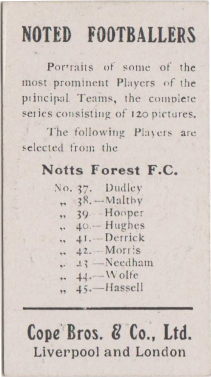 NOTED FOOTBALLERS
Portraits of some of the
most prominent Players of the
principal Teams, the complete
series consisting of 120 pictures.
The following Players are
selected from the
Notts Forest F.C.
No. 37. Dudley
„ 38.—Maltby
„ 39 Hooper
„ 40.—Hughes
„ 41.—Derrick
„ 42.—Morris
„ 43—Needham
„ 44.—Wolfe
„ 45.—Hassell
Cope Bros. & Co., Ltd.
Liverpool and London